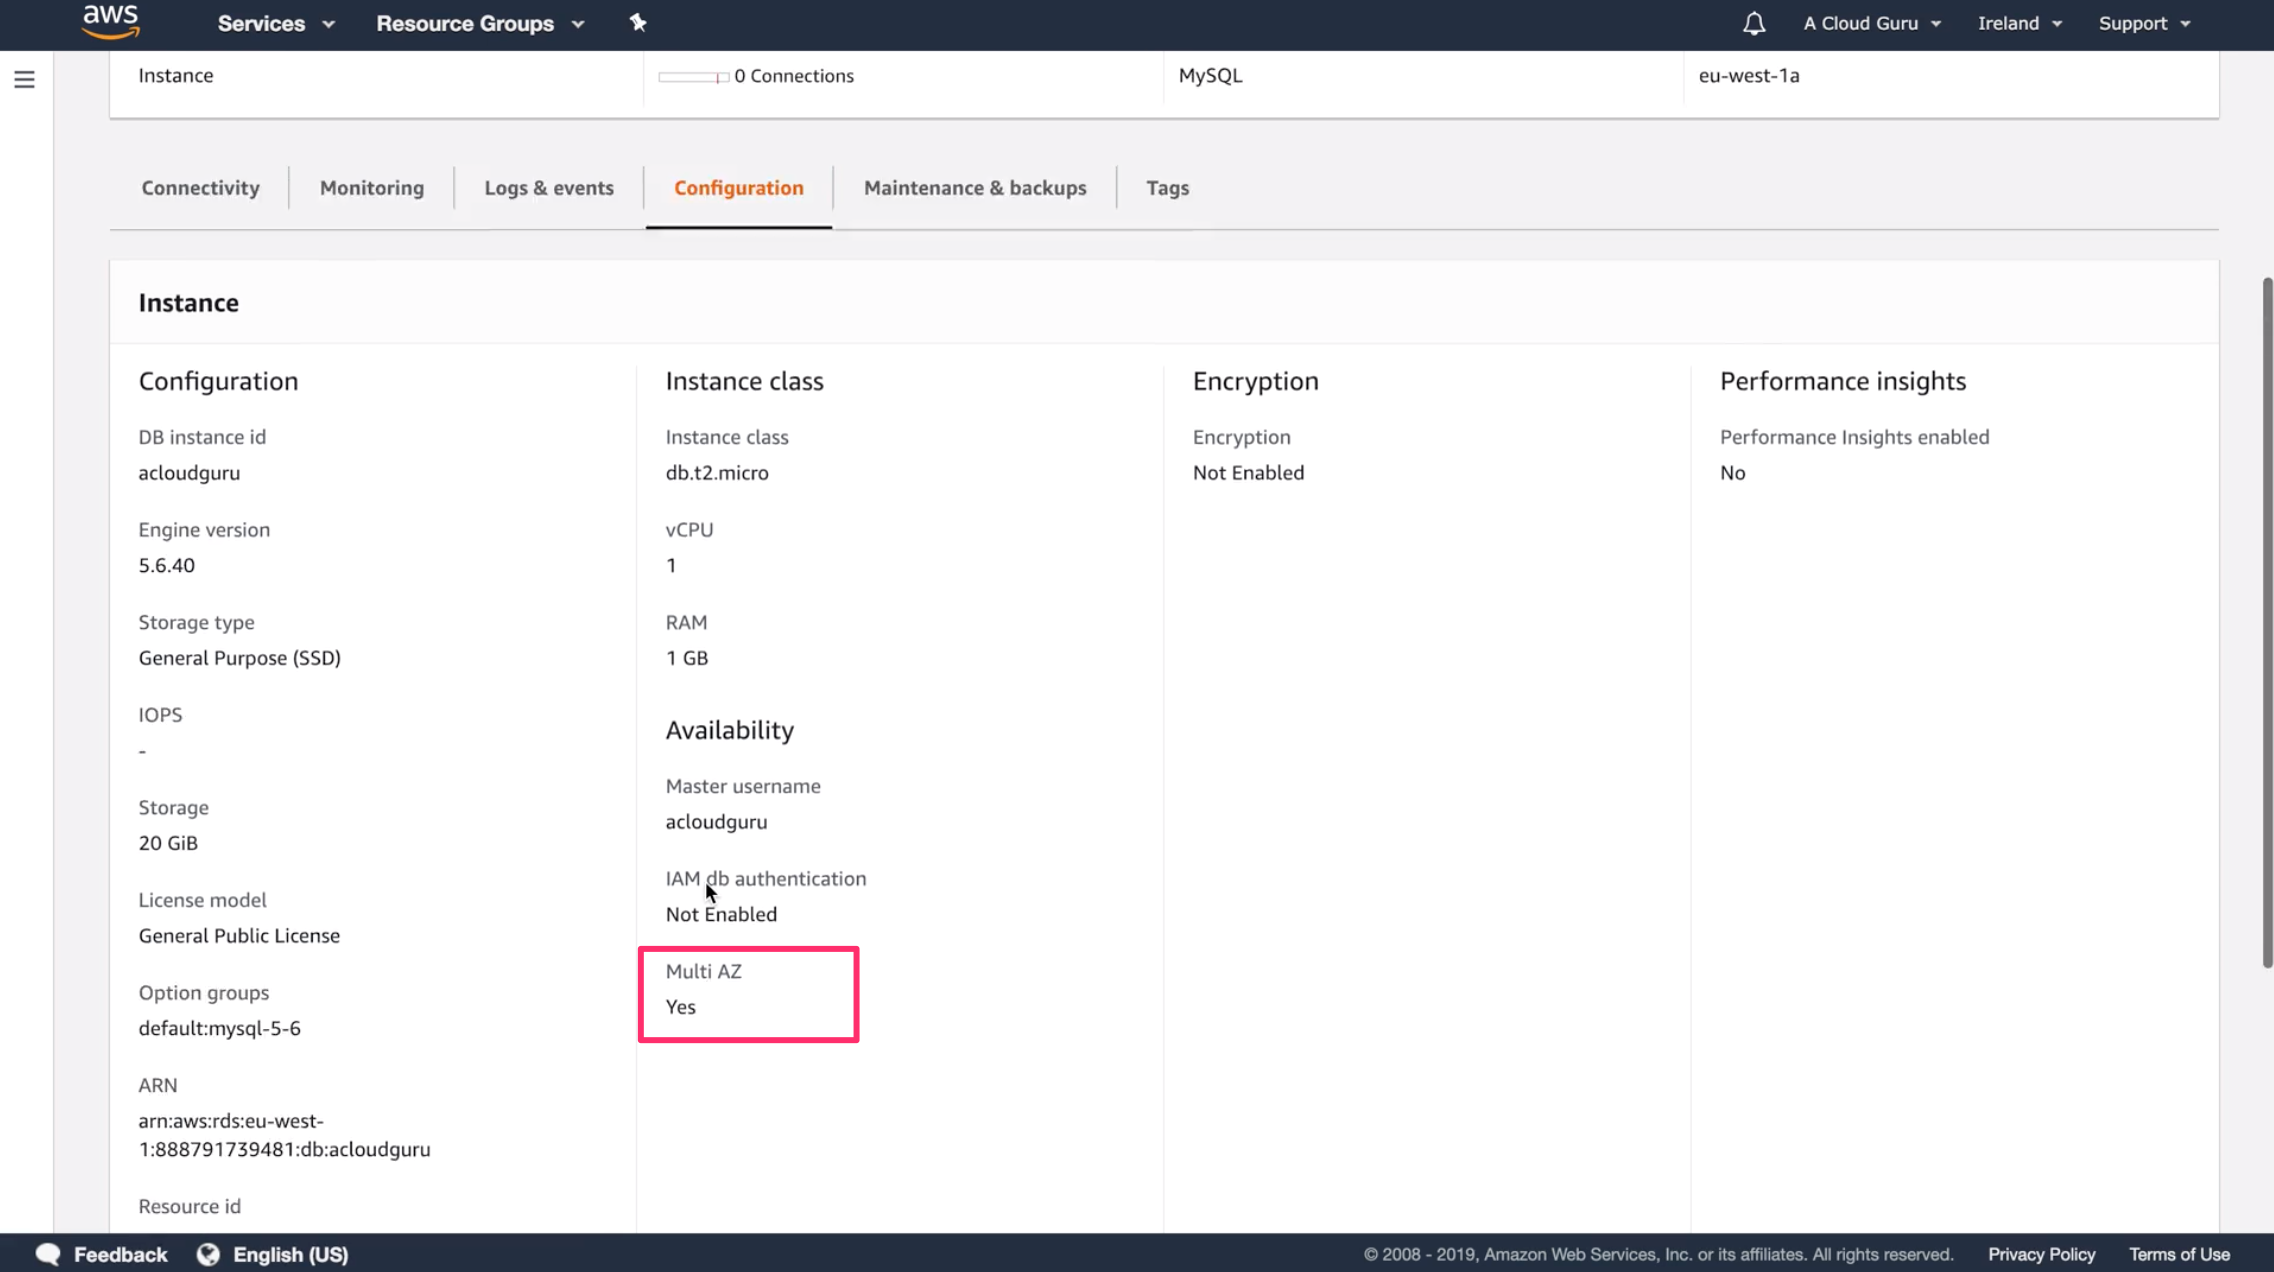 aws
Services
Resource Groups
A Cloud Guru
Ireland
Support
Instance
0 Connections
MySQL
eu-west-1a
Connectivity
Monitoring
Logs & events
Configuration
Maintenance & backups
Tags
Instance
Configuration
DB instance id
acloudguru
Engine version
5.6.40
Storage type
General Purpose (SSD)
IOPS
-
Storage
20 GiB
License model
General Public License
Option groups
default:mysql-5-6
ARN
arn:aws:rds:eu-west-
1:888791739481:db:acloudguru
Resource id
Instance class
Instance class
db.t2.micro
vCPU
1
RAM
1 GB
Availability
Master username
acloudguru
IAM db authentication
Not Enabled
Multi AZ
Yes
Encryption
Encryption
Not Enabled
Performance insights
Performance Insights enabled
No
Feedback
English (US)
© 2008 - 2019, Amazon Web Services, Inc. or its affiliates. All rights reserved.
Privacy Policy
Terms of Use